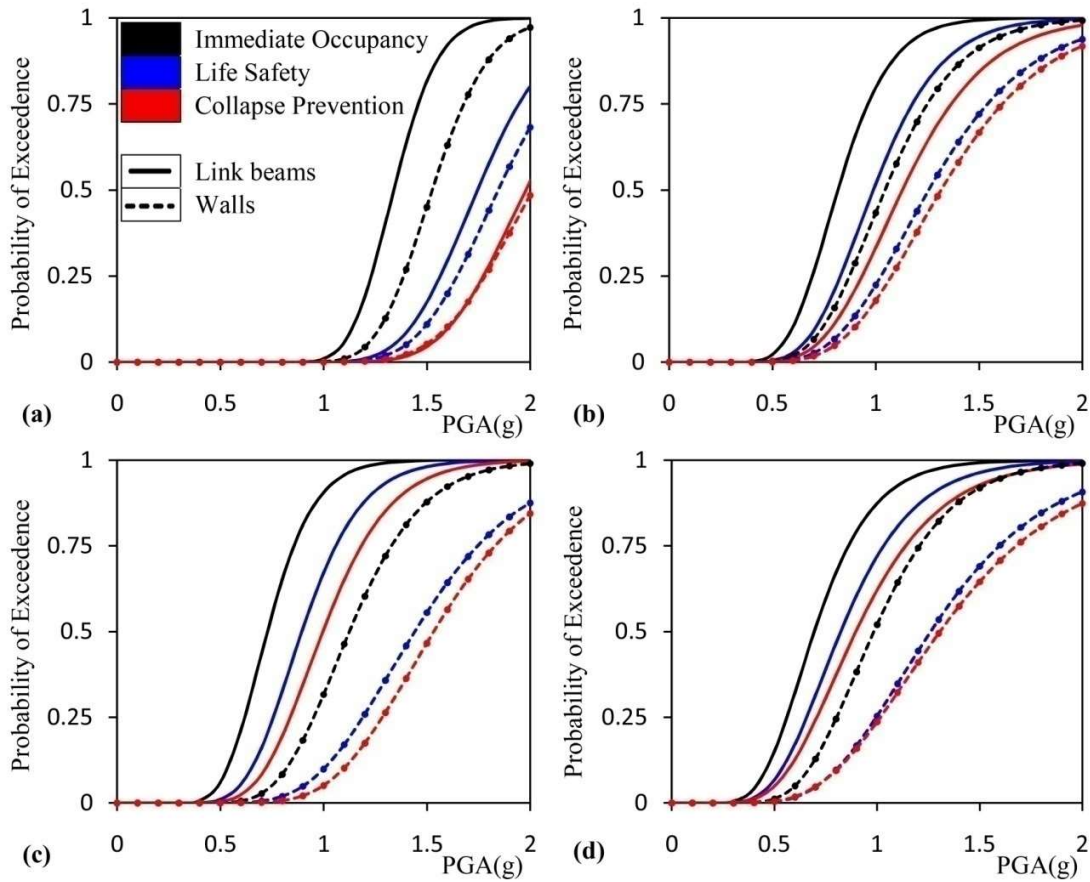 1
Immediate Occupancy
Life Safety
Collapse Prevention
Link beams
Walls
Probability of Exceedence
0.75
0.5
0.25
0
(a)
0 0.5 1 1.5 2
PGA(g)
1
Probability of Exceedence
0.75
0.5
0.25
0
(b)
0 0.5 1 1.5 2
PGA(g)
1
Probability of Exceedence
0.75
0.5
0.25
0
(c)
0 0.5 1 1.5 2
PGA(g)
1
Probability of Exceedence
0.75
0.5
0.25
0
(d)
0 0.5 1 1.5 2
PGA(g)